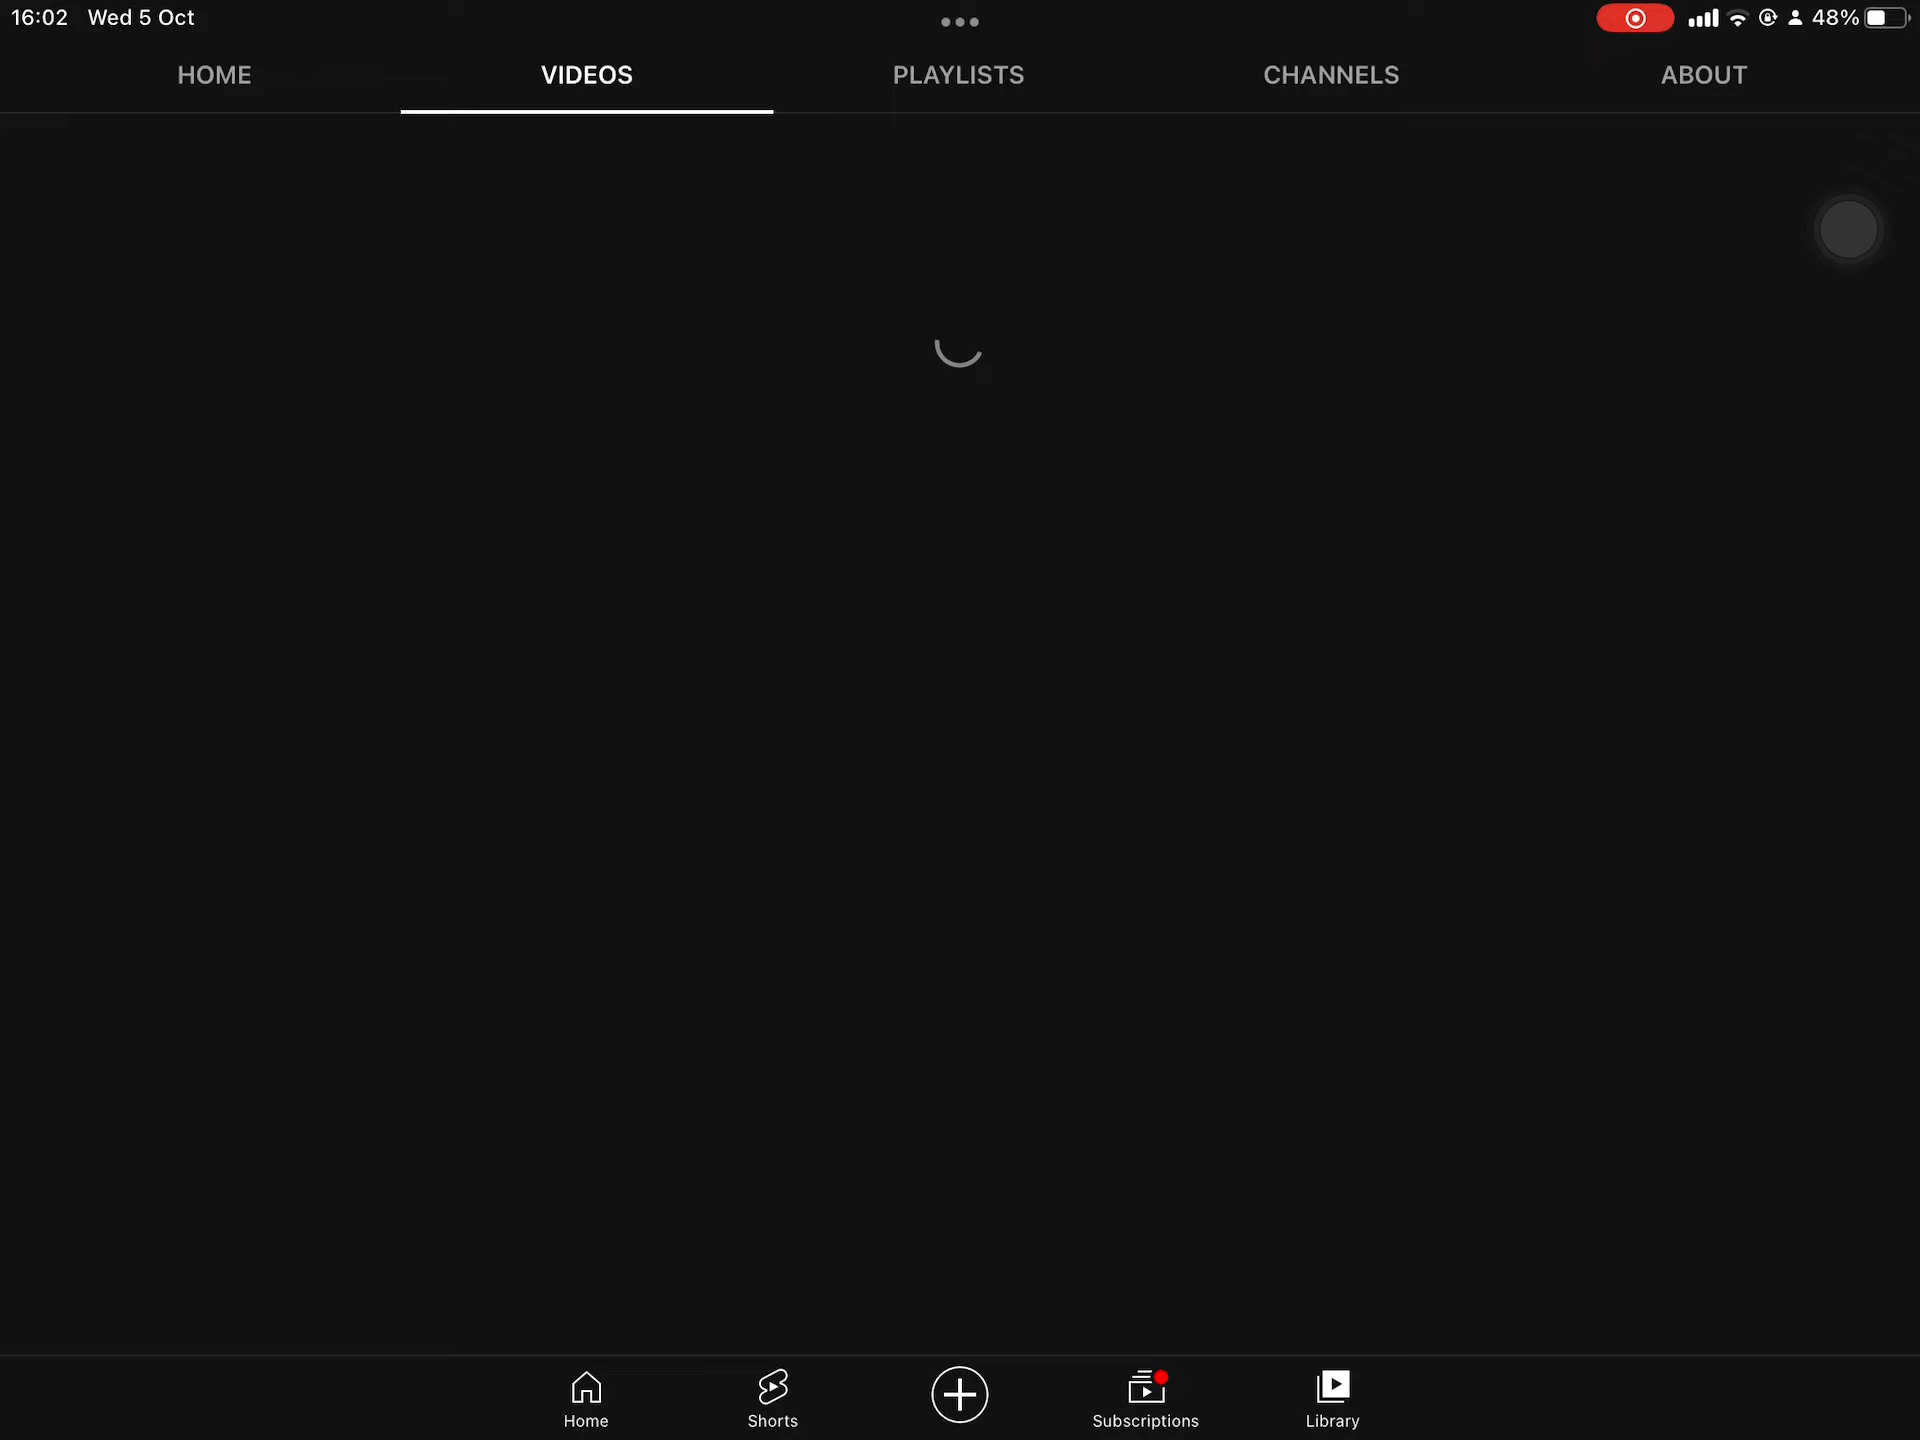 16:02 Wed 5 Oct
48%
HOME VIDEOS PLAYLISTS CHANNELS ABOUT
Home Shorts Subscriptions Library